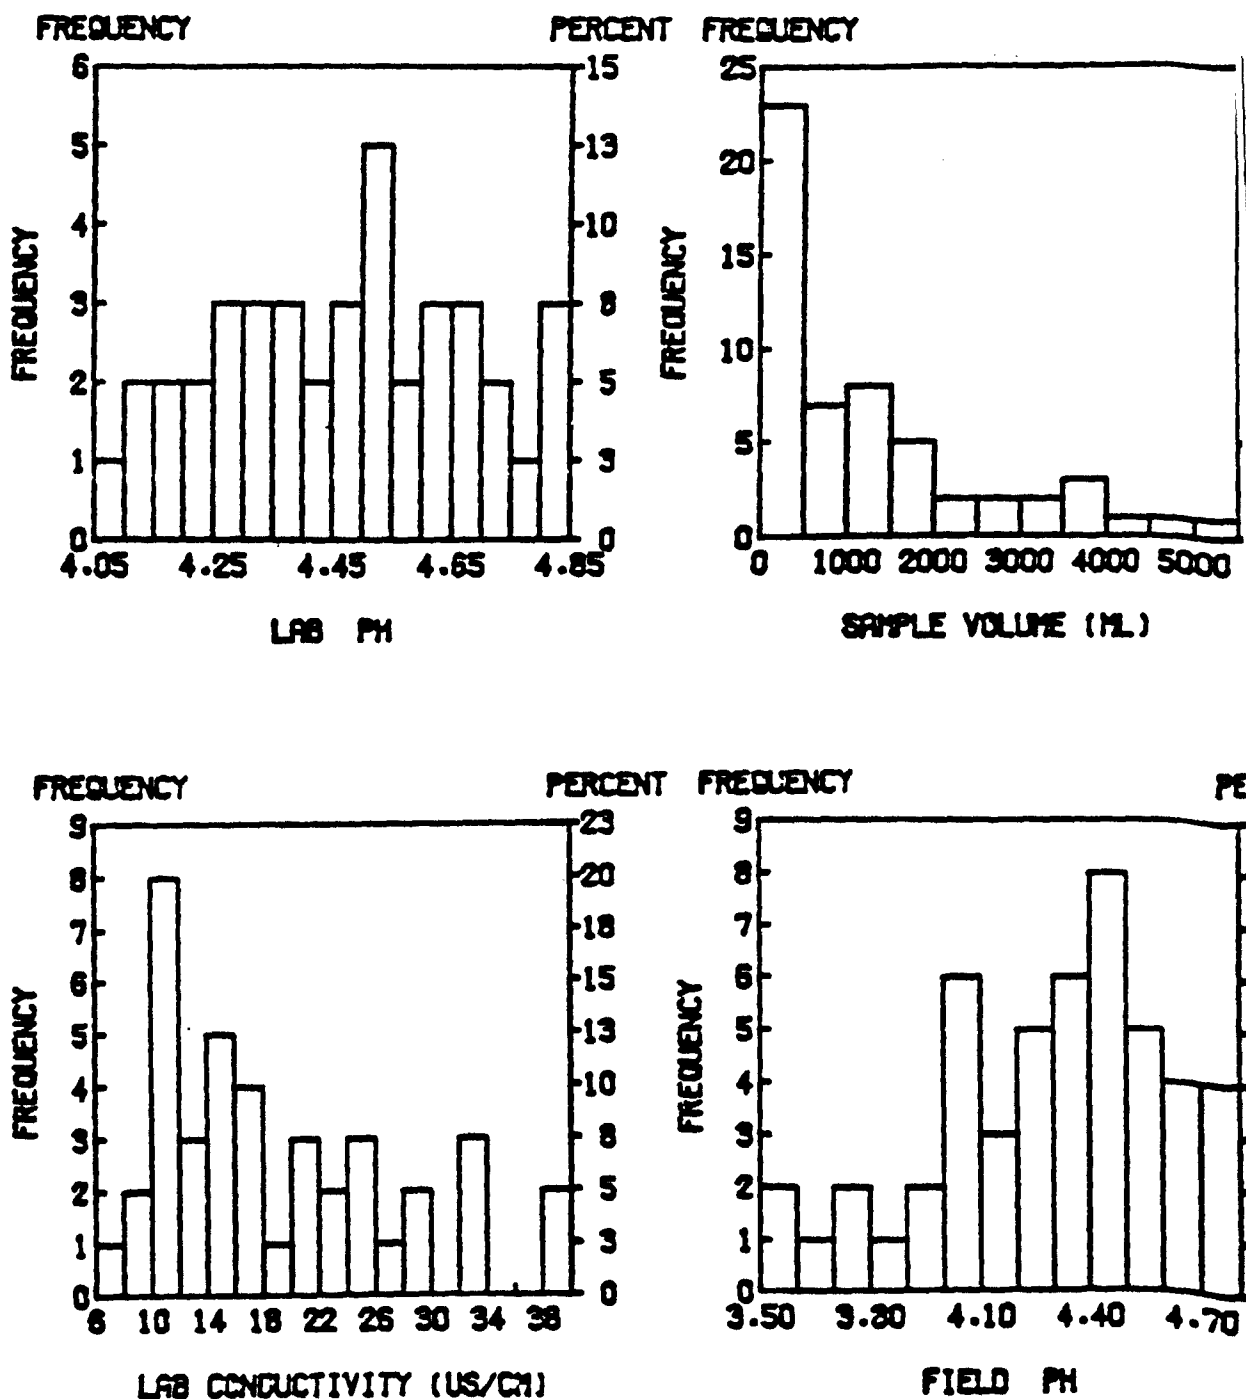 FREQUENCY PERCENT
6 15
5 13
4 10
FREQUENCY
3 8
2 5
1 3
0 0
4.05 4.25 4.45 4.65 4.85
LAB PH
FREQUENCY
25
20
15
FREQUENCY
10
5
0
0 1000 2000 3000 4000 5000
SAMPLE VOLUME (ML)
FREQUENCY PERCENT
9 23
8 20
7 18
6 15
FREQUENCY
5 13
4 10
3 8
2 5
1 3
0 0
6 10 14 18 22 26 30 34 38
LAB CONDUCTIVITY (US/CM)
FREQUENCY PE
9
8
7
6
FREQUENCY
5
4
3
2
1
0
3.50 3.80 4.10 4.40 4.70
FIELD PH